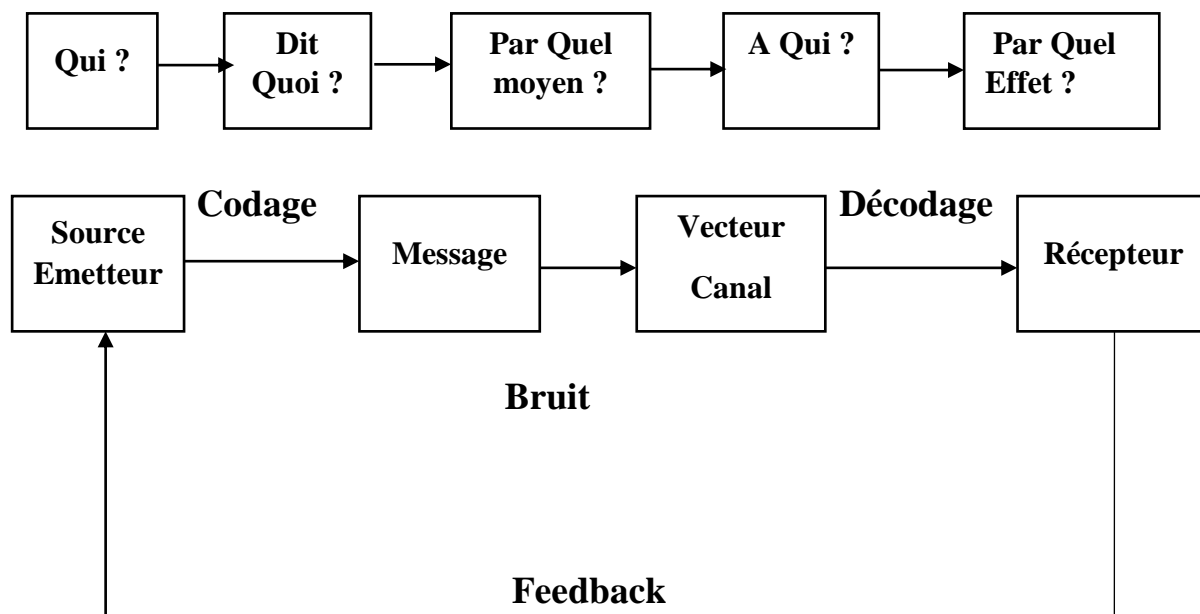 Qui ?
Dit
Quoi ?
Par Quel
moyen ?
A Qui ?
Par Quel
Effet ?
Codage
Décodage
Source
Emetteur
Message
Vecteur
Canal
Récepteur
Bruit
Feedback